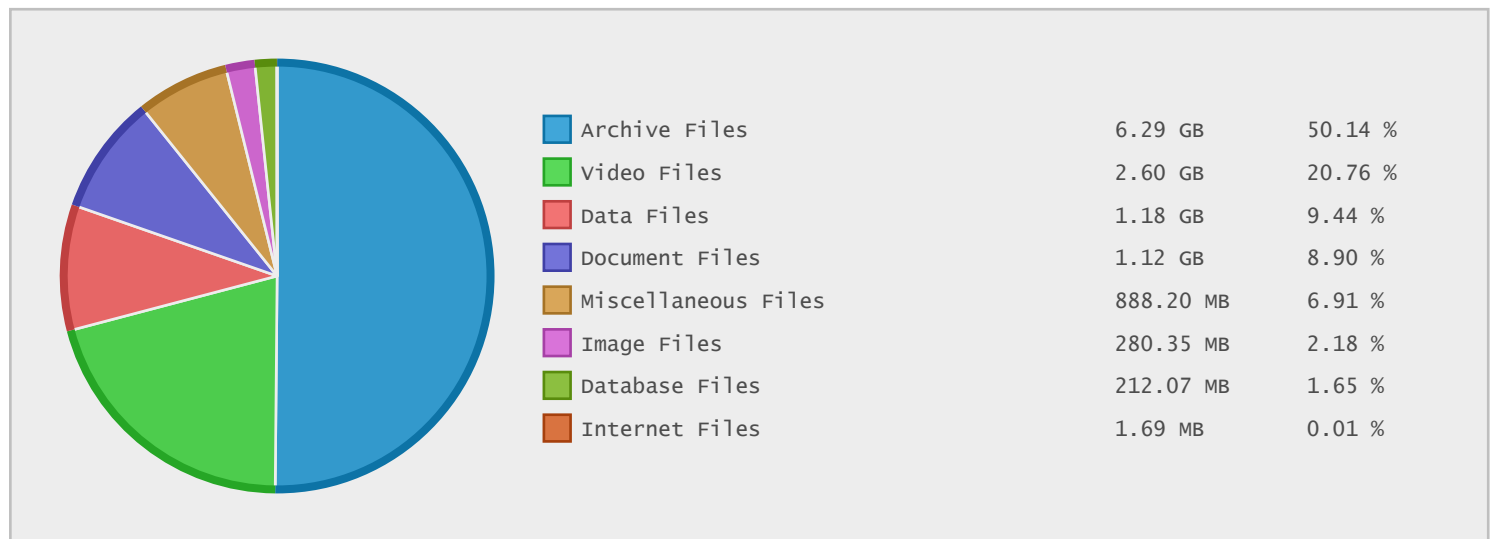 Archive Files 6.29 GB 50.14 %
Video Files 2.60 GB 20.76 %
Data Files 1.18 GB 9.44 %
Document Files 1.12 GB 8.90 %
Miscellaneous Files 888.20 MB 6.91 %
Image Files 280.35 MB 2.18 %
Database Files 212.07 MB 1.65 %
Internet Files 1.69 MB 0.01 %